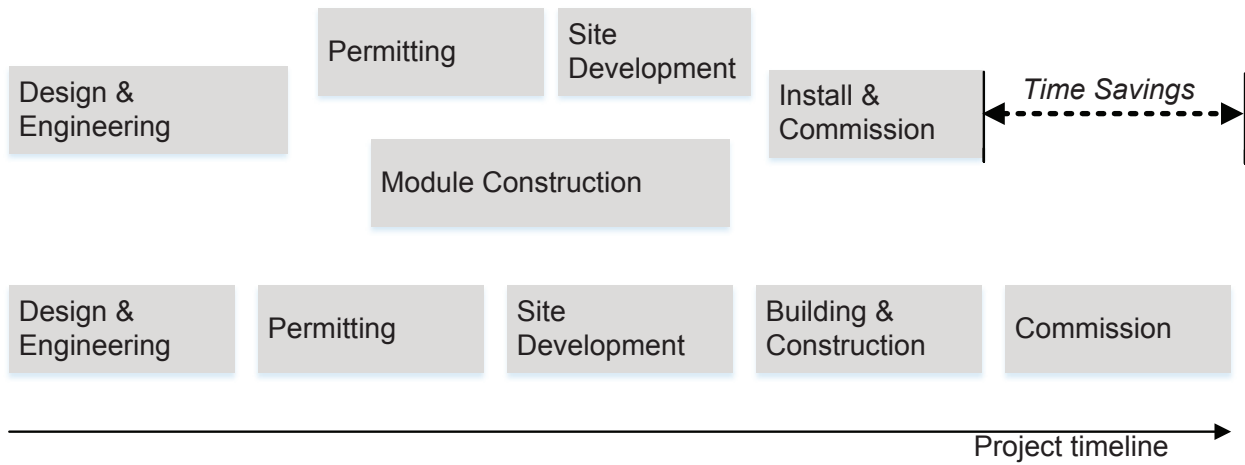 Design &
Engineering
Permitting
Site
Development
Module Construction
Install &
Commission
Time Savings
Design &
Engineering
Permitting
Site
Development
Building &
Construction
Commission
Project timeline